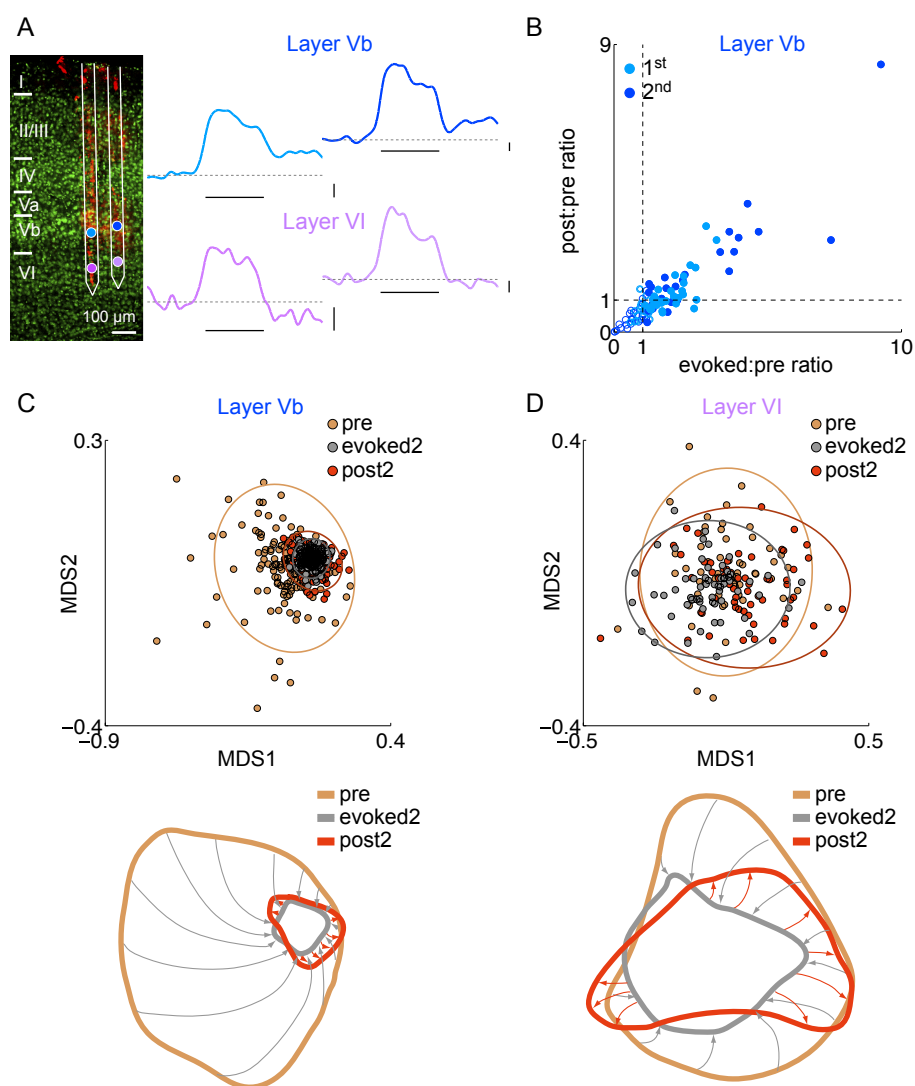 A
Layer Vb
I
II/III
IV
Va
Vb
VI
100 µm
Layer VI
B
Layer Vb
9
1st
2nd
post:pre ratio
1
0
0
1
10
evoked:pre ratio
C
Layer Vb
pre
evoked2
post2
0.3
MDS2
−0.4
−0.9
0.4
MDS1
pre
evoked2
post2
D
Layer VI
pre
evoked2
post2
0.4
MDS2
−0.4
−0.5
0.5
MDS1
pre
evoked2
post2